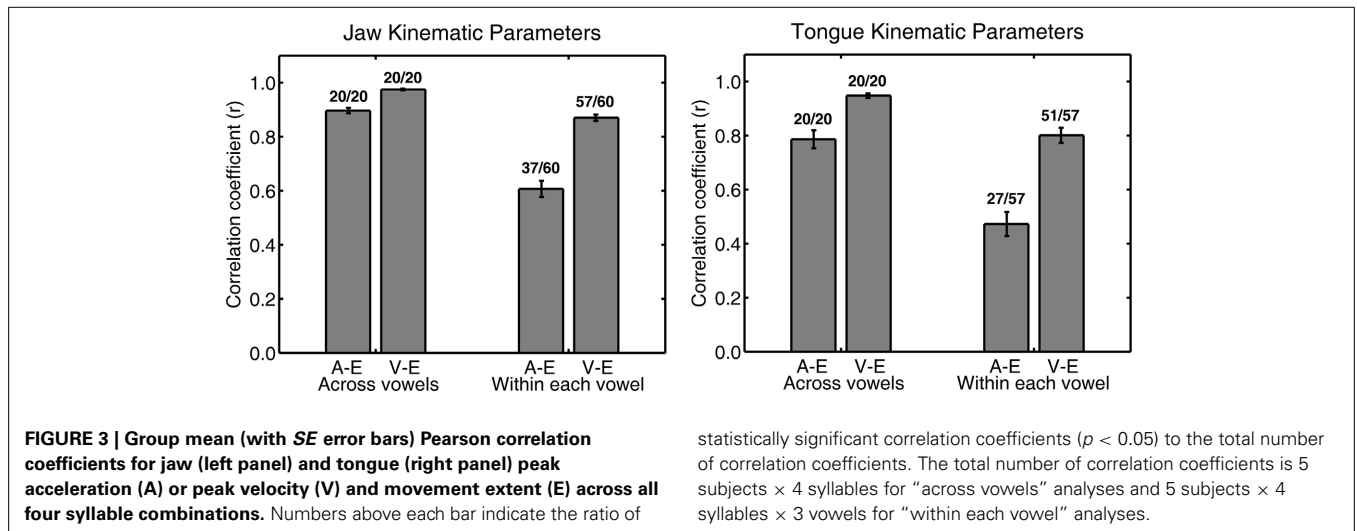 Jaw Kinematic Parameters
Correlation coefficient (r)
1.0
0.8
0.6
0.4
0.2
0.0
20/20
20/20
37/60
57/60
A-E V-E A-E V-E
Across vowels Within each vowel
Tongue Kinematic Parameters
Correlation coefficient (r)
1.0
0.8
0.6
0.4
0.2
0.0
20/20
20/20
27/57
51/57
A-E V-E A-E V-E
Across vowels Within each vowel
FIGURE 3 | Group mean (with SE error bars) Pearson correlation
coefficients for jaw (left panel) and tongue (right panel) peak
acceleration (A) or peak velocity (V) and movement extent (E) across all
four syllable combinations. Numbers above each bar indicate the ratio of
statistically significant correlation coefficients (p < 0.05) to the total number
of correlation coefficients. The total number of correlation coefficients is 5
subjects × 4 syllables for “across vowels” analyses and 5 subjects × 4
syllables × 3 vowels for “within each vowel” analyses.